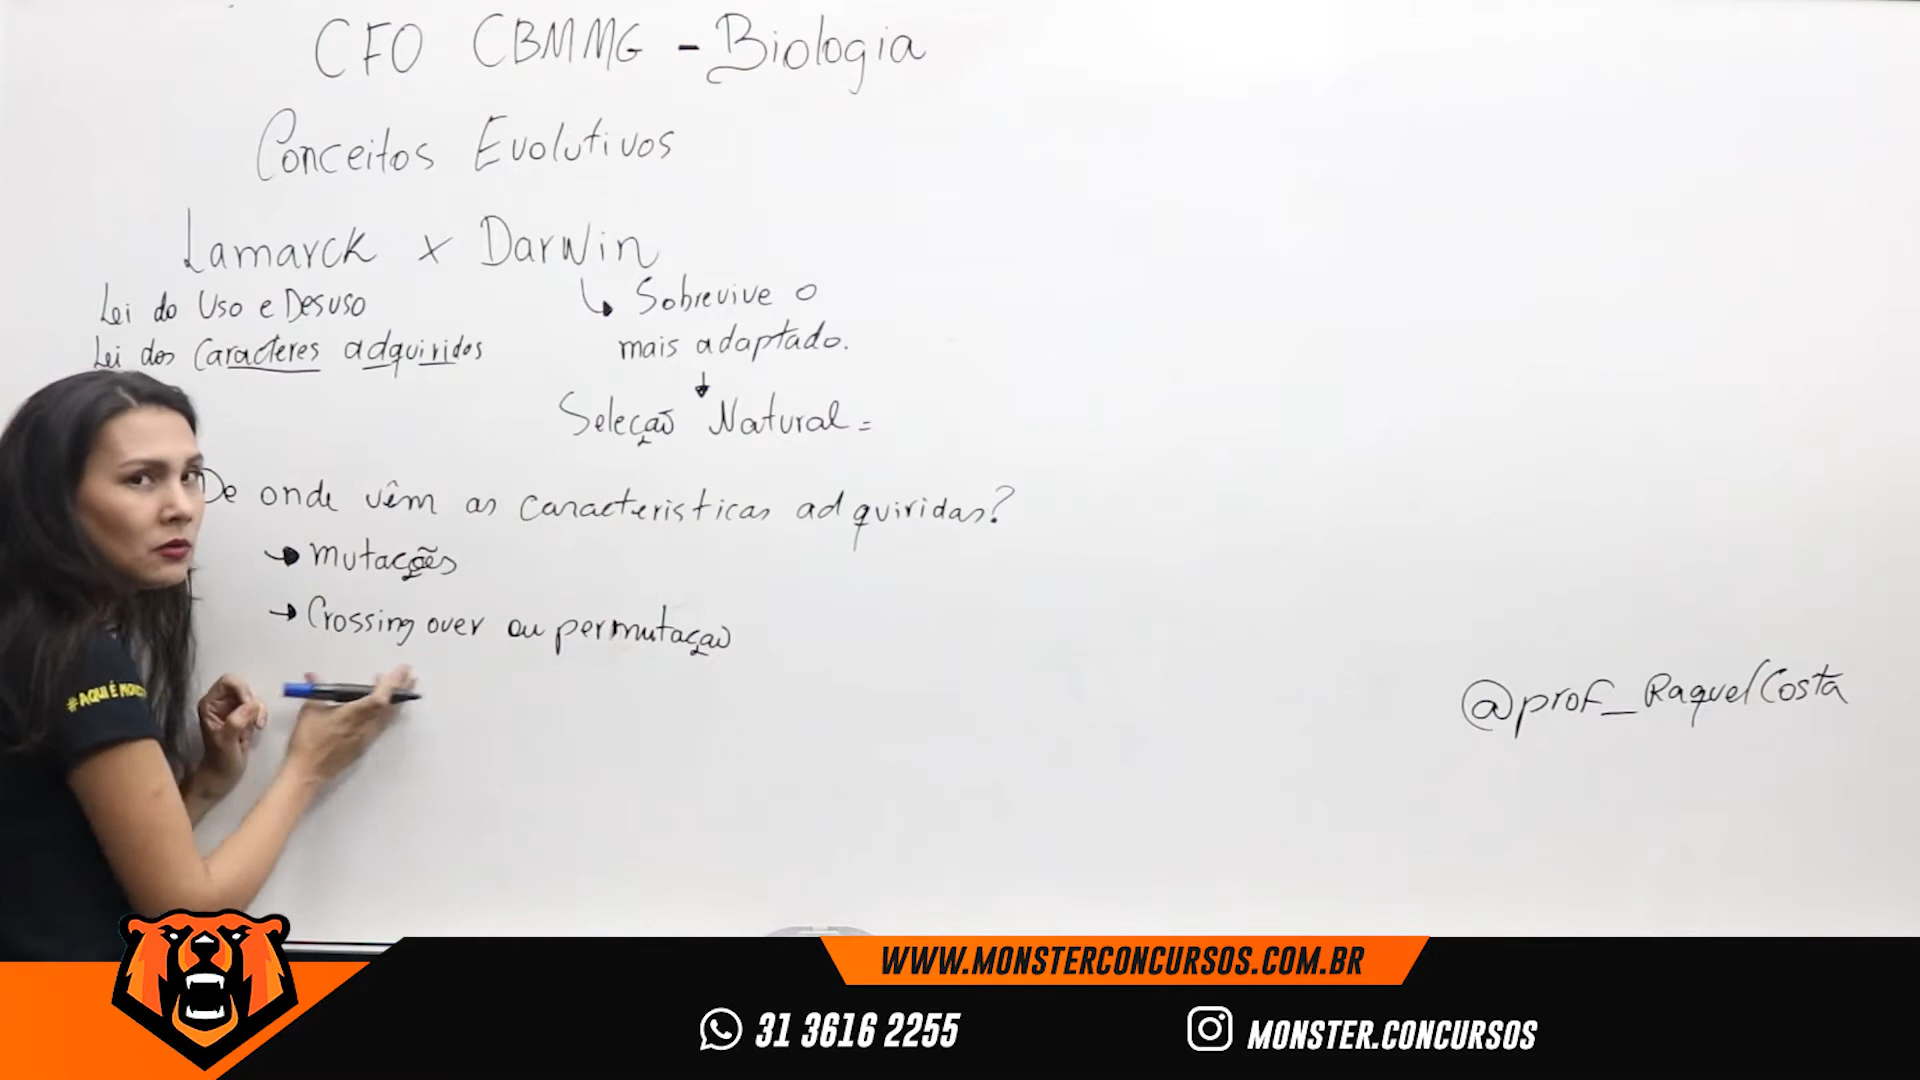 CFO CBMMG - Biologia
Conceitos Evolutivos
Lamarck x Darwin
Lei do Uso e Desuso
Lei dos Caracteres adquiridos
Sobrevive o
mais adaptado.
Seleção Natural =
De onde vêm as características adquiridas?
Mutações
Crossing over ou permutação
@prof_RaquelCosta
#AQUI É MONST
WWW.MONSTERCONCURSOS.COM.BR
31 3616 2255
MONSTER.CONCURSOS